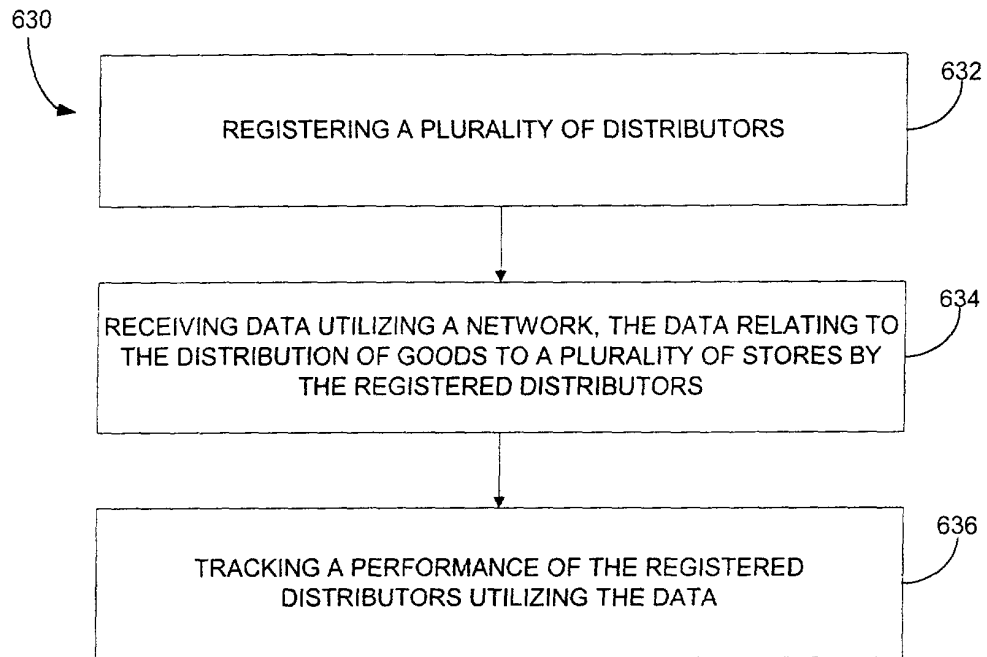 630
632
REGISTERING A PLURALITY OF DISTRIBUTORS
634
RECEIVING DATA UTILIZING A NETWORK, THE DATA RELATING TO
THE DISTRIBUTION OF GOODS TO A PLURALITY OF STORES BY
THE REGISTERED DISTRIBUTORS
636
TRACKING A PERFORMANCE OF THE REGISTERED
DISTRIBUTORS UTILIZING THE DATA